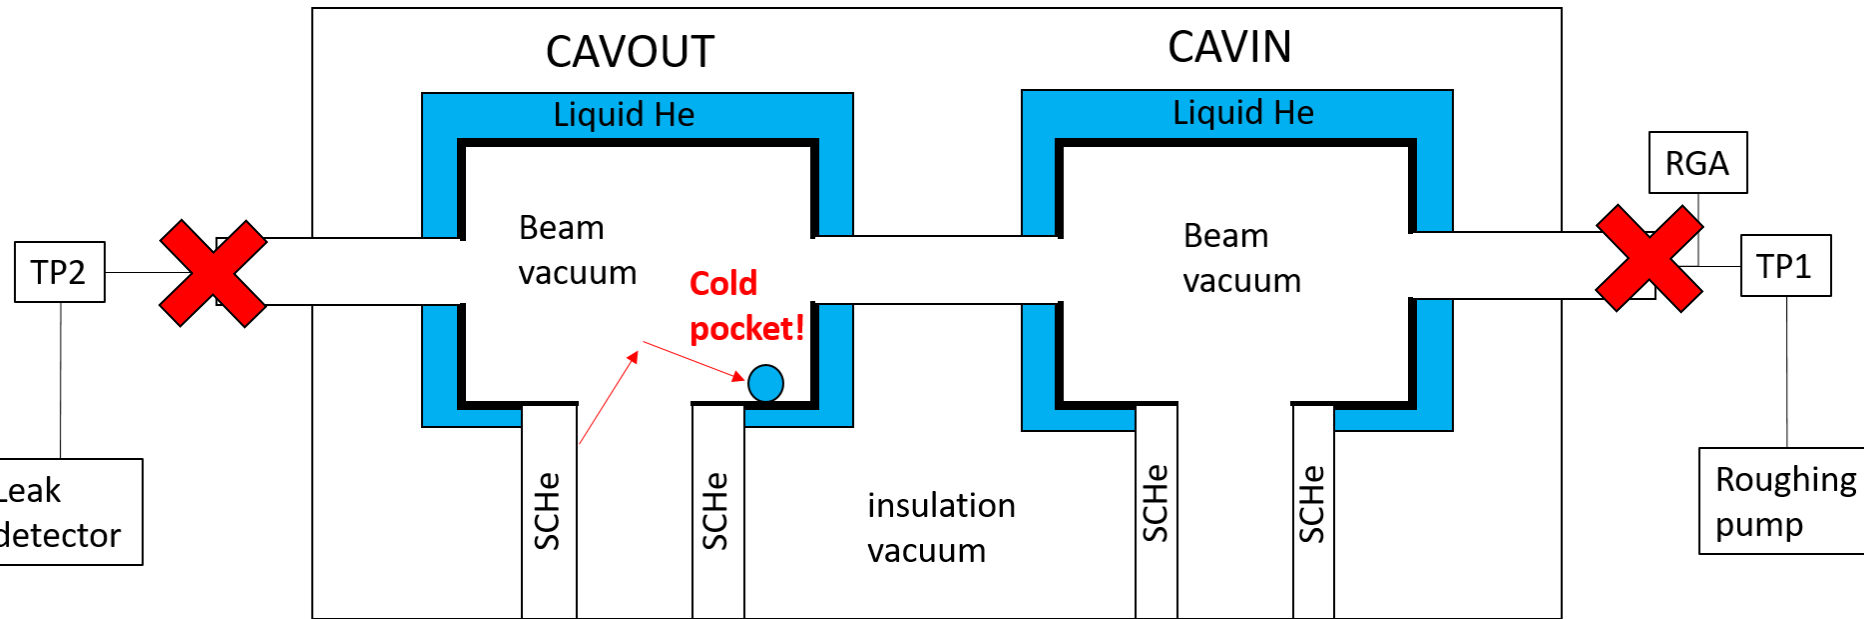 CAVOUT
CAVIN
Liquid He
Liquid He
RGA
Beam
vacuum
Beam
vacuum
TP2
TP1
Cold
pocket!
Leak
detector
SCHe
SCHe
insulation
vacuum
SCHe
SCHe
Roughing
pump